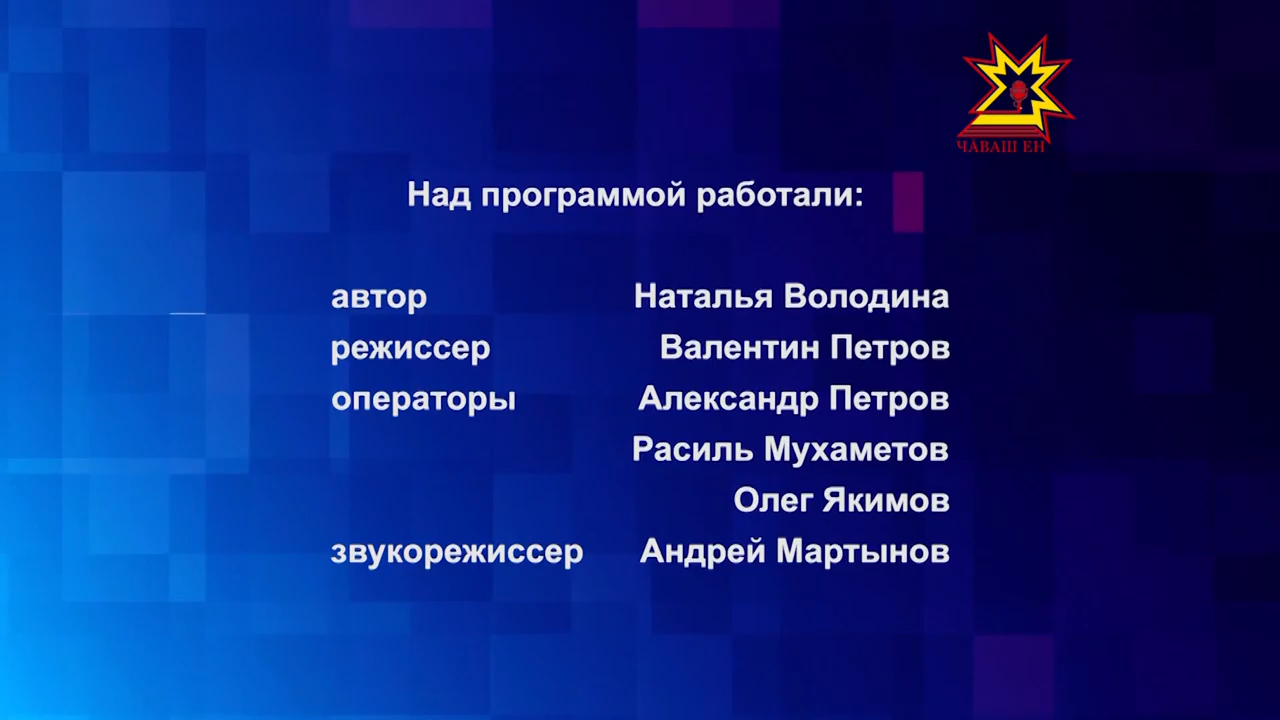 ЧӐВАШ ЕН
Над программой работали:
автор Наталья Володина
режиссер Валентин Петров
операторы Александр Петров
Расиль Мухаметов
Олег Якимов
звукорежиссер Андрей Мартынов